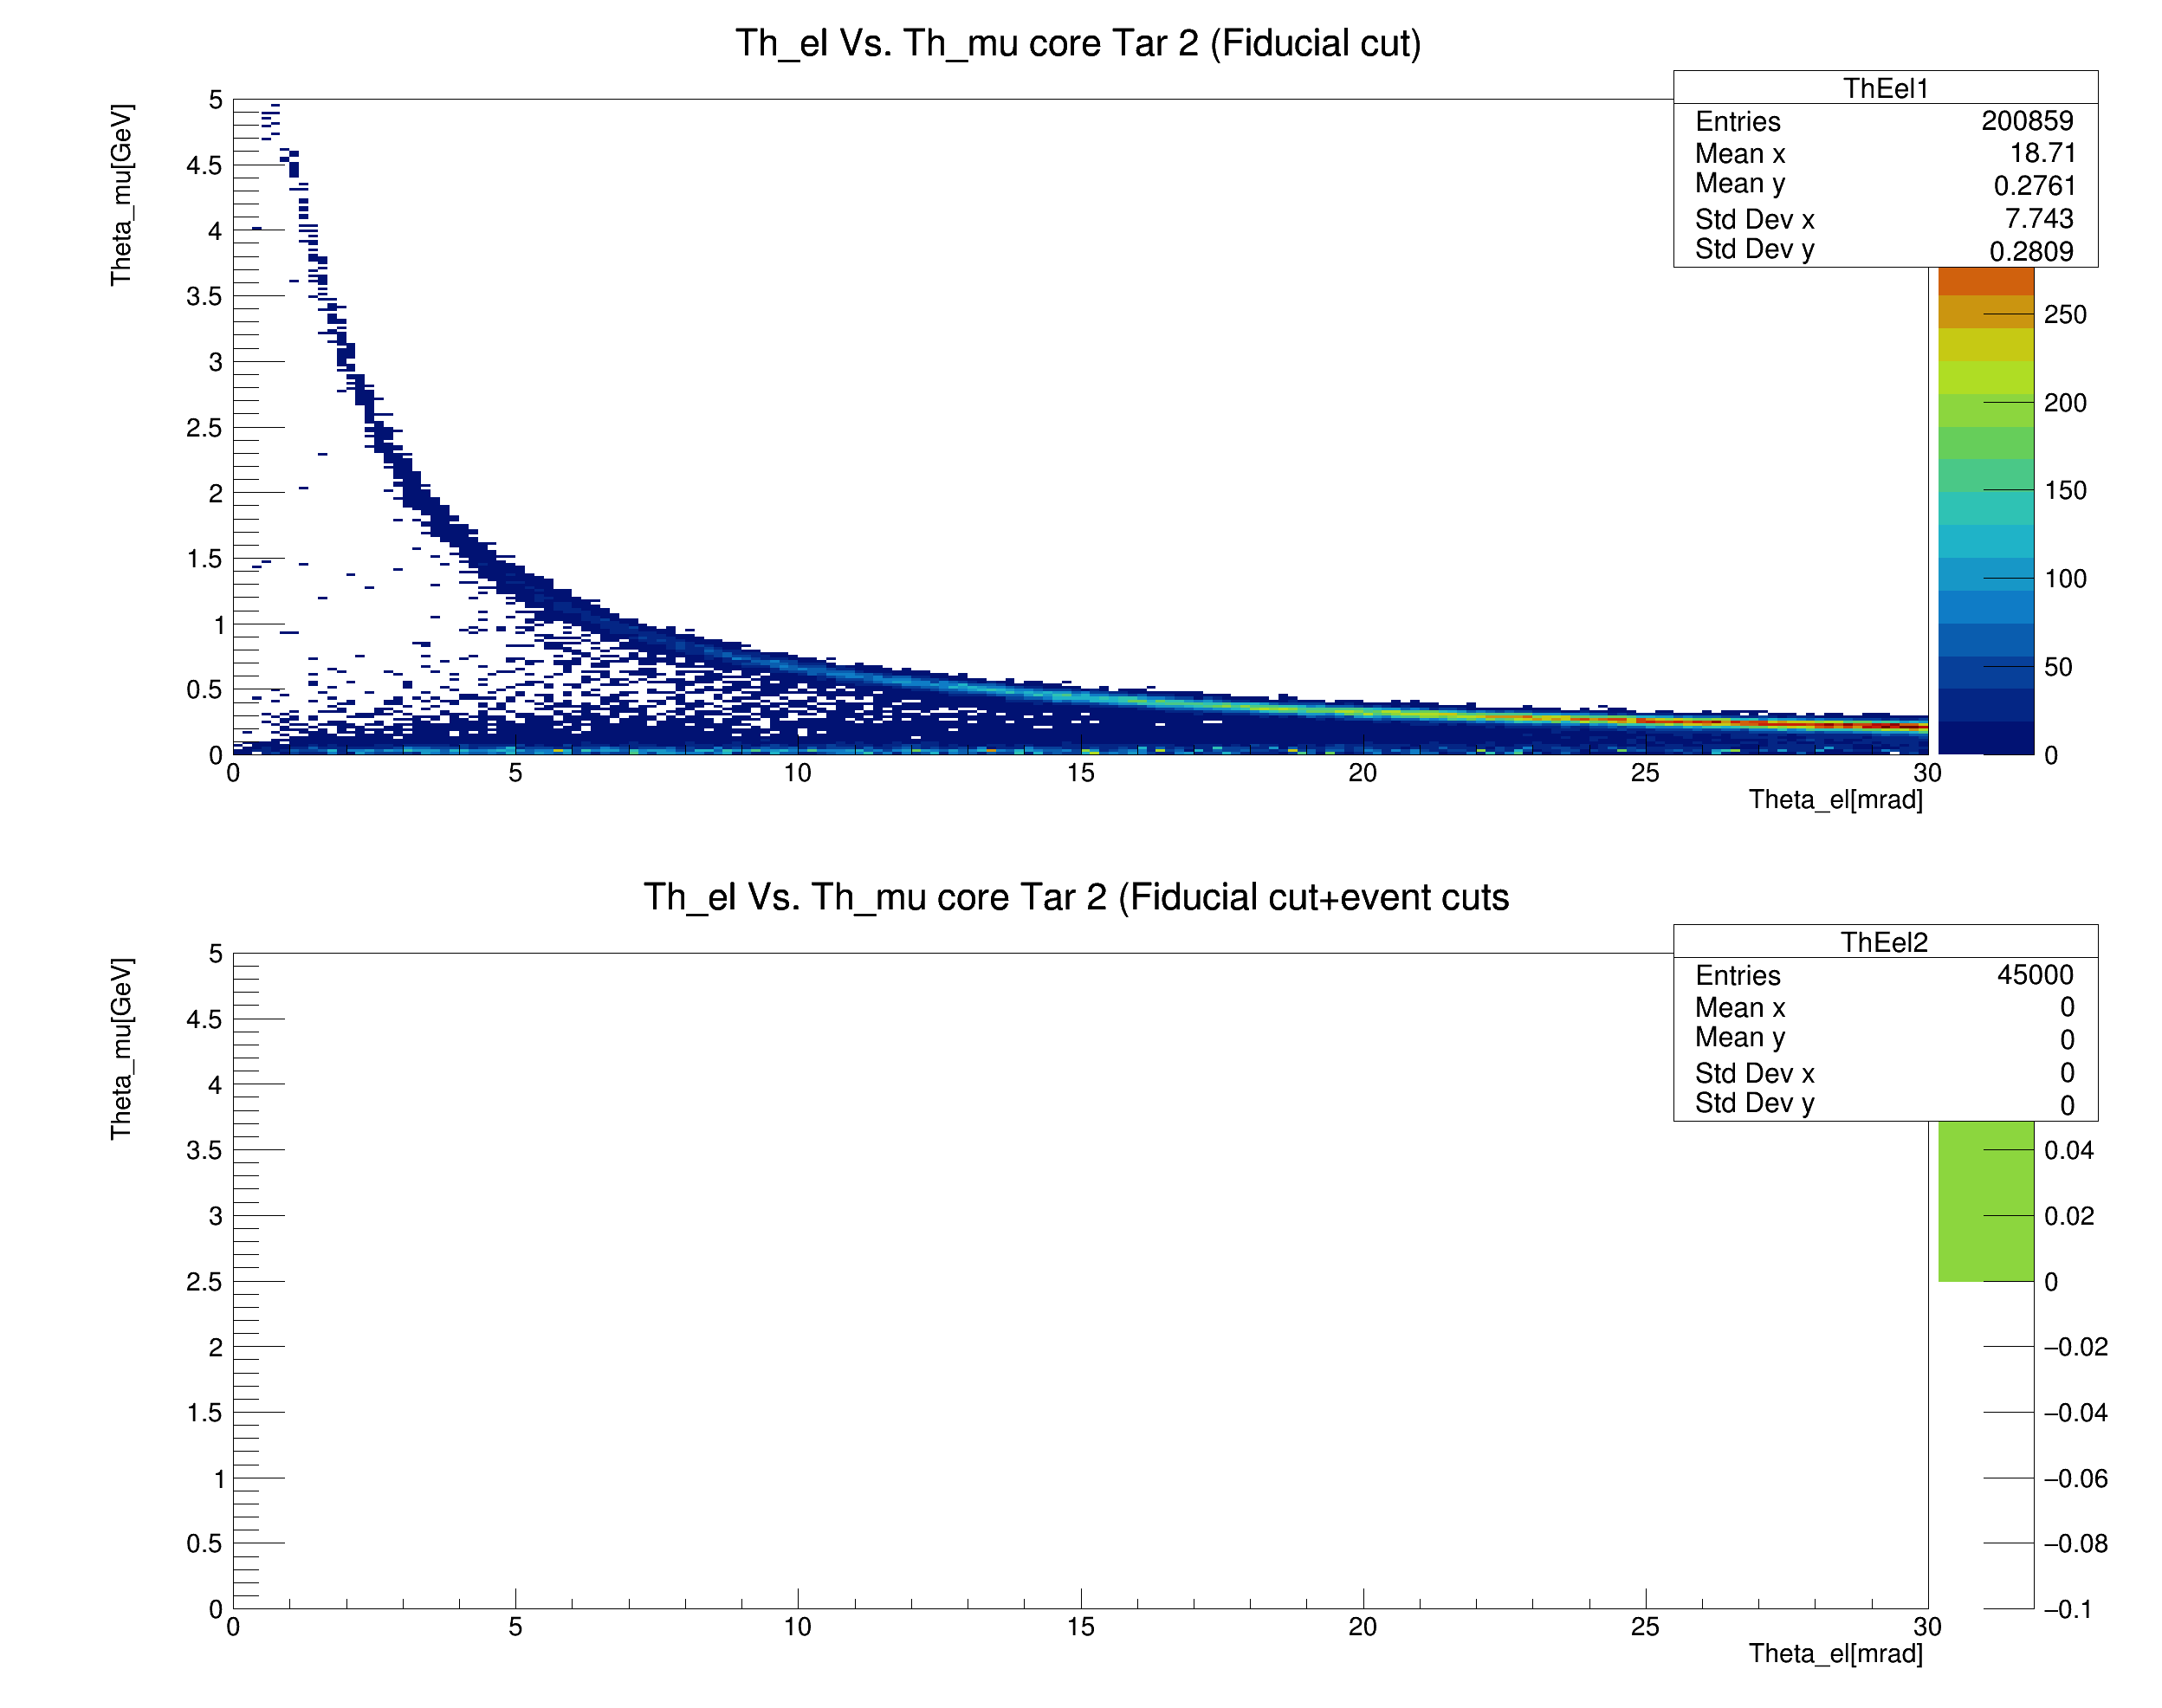 Th_el Vs. Th_mu core Tar 2 (Fiducial cut)
ThEel1
Entries 200859
Mean x 18.71
Mean y 0.2761
Std Dev x 7.743
Std Dev y 0.2809
Theta_mu[GeV]
5
4.5
4
3.5
3
2.5
2
1.5
1
0.5
0
250
200
150
100
50
0
0 5 10 15 20 25 30
Theta_el[mrad]
Th_el Vs. Th_mu core Tar 2 (Fiducial cut+event cuts
ThEel2
Entries 45000
Mean x 0
Mean y 0
Std Dev x 0
Std Dev y 0
Theta_mu[GeV]
5
4.5
4
3.5
3
2.5
2
1.5
1
0.5
0
0.04
0.02
0
−0.02
−0.04
−0.06
−0.08
−0.1
0 5 10 15 20 25 30
Theta_el[mrad]